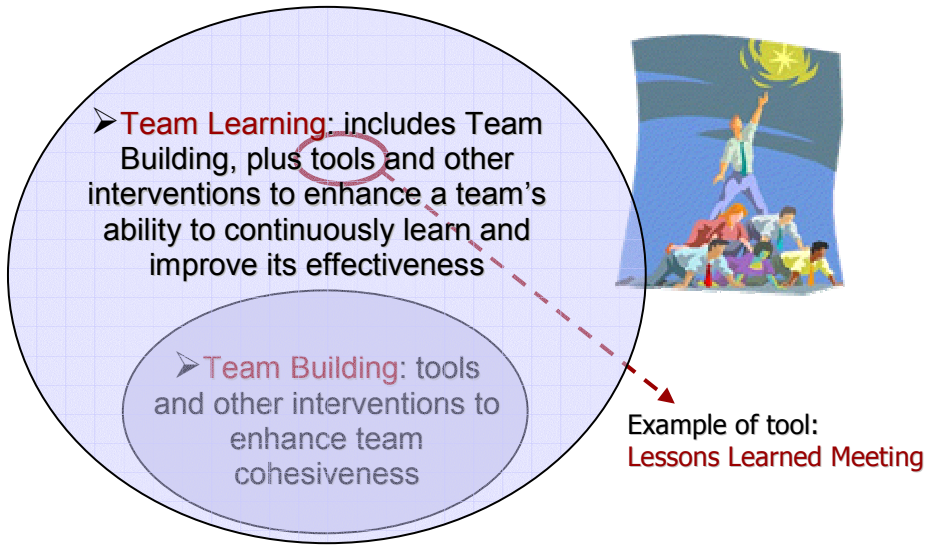 ➢Team Learning: includes Team
Building, plus tools and other
interventions to enhance a team’s
ability to continuously learn and
improve its effectiveness
➢Team Building: tools
and other interventions to
enhance team
cohesiveness
Example of tool:
Lessons Learned Meeting